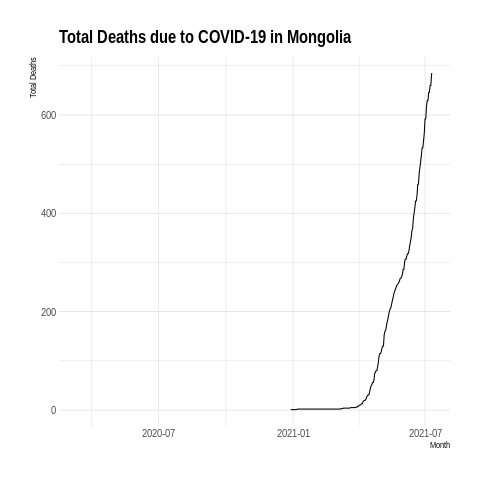 Total Deaths due to COVID-19 in Mongolia
Total Deaths
600
400
200
0
2020-07
2021-01
2021-07
Month